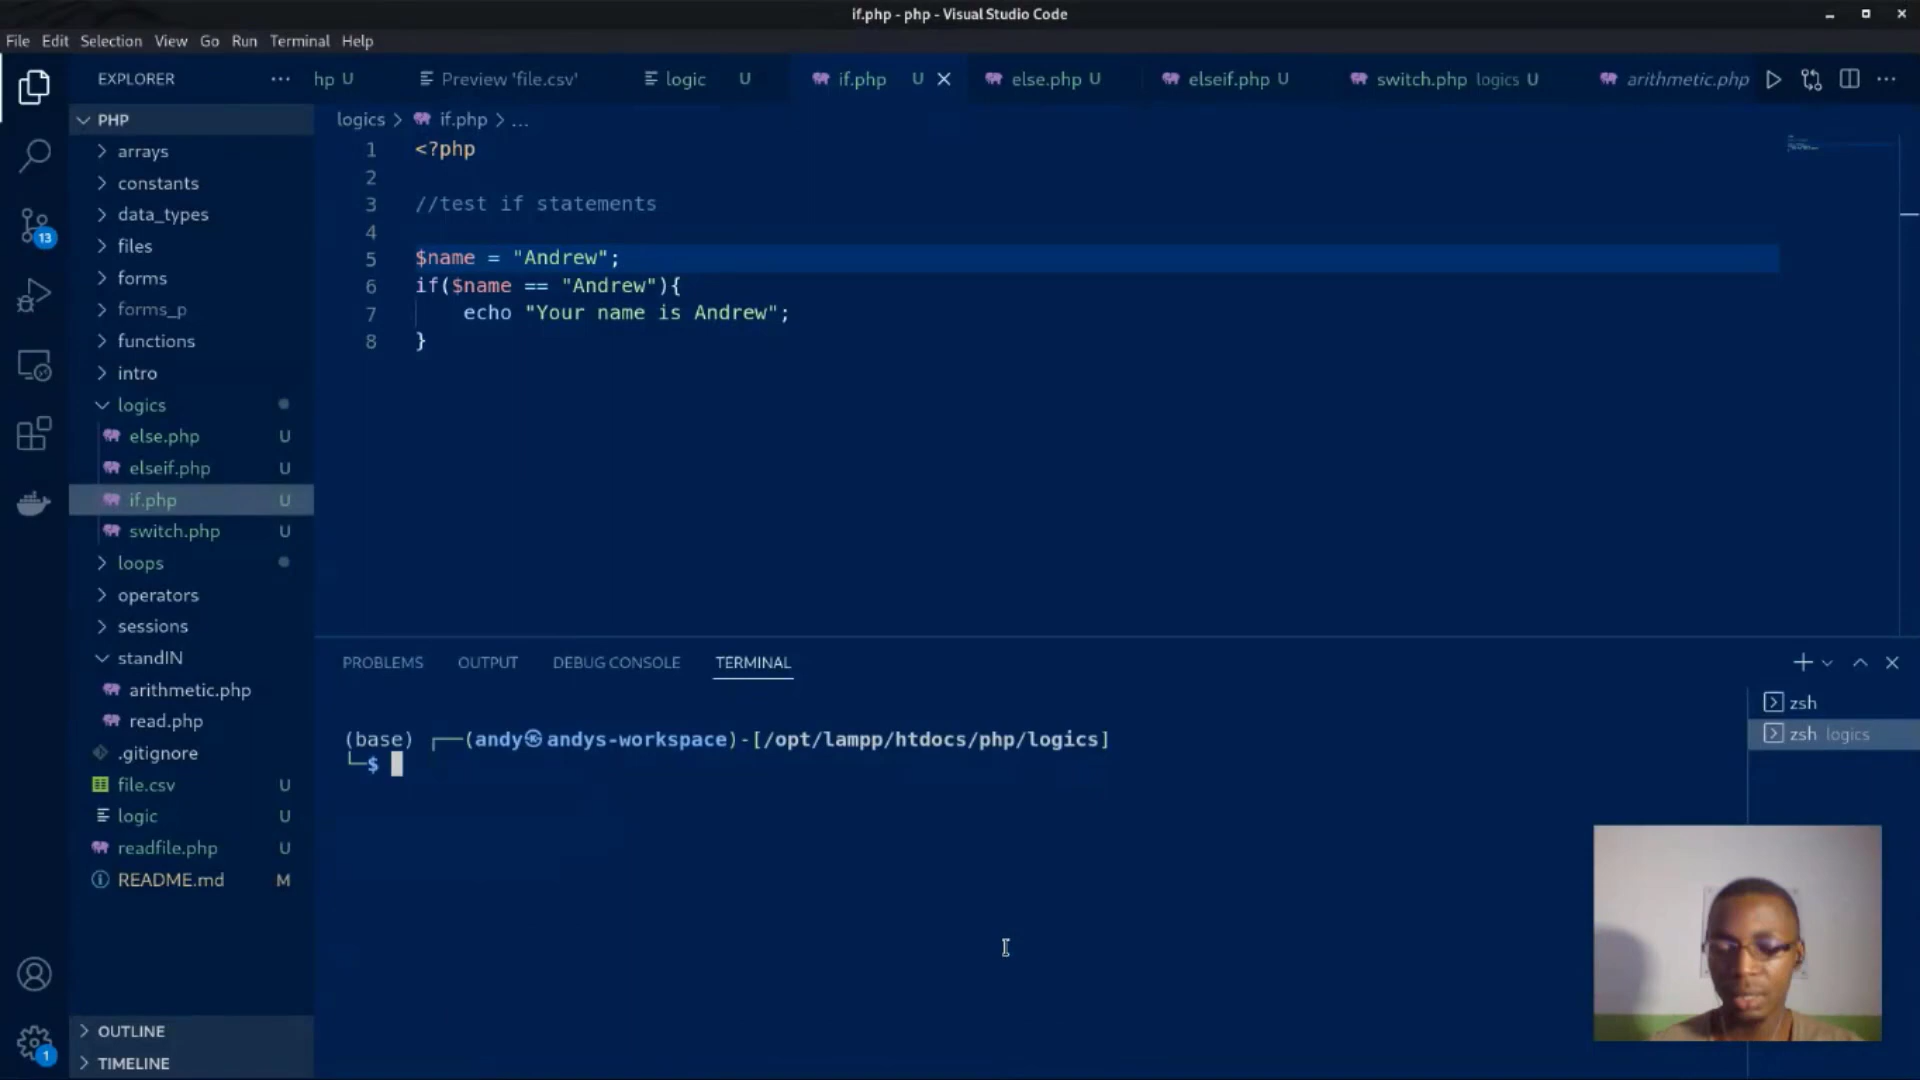 if.php - php - Visual Studio Code
File Edit Selection View Go Run Terminal Help
EXPLORER
hp U
Preview 'file.csv'
logic U
if.php U
else.php U
elseif.php U
switch.php logics U
arithmetic.php
PHP
arrays
constants
data_types
files
forms
forms_p
functions
intro
logics
else.php U
elseif.php U
if.php U
switch.php U
loops
operators
sessions
standIN
arithmetic.php
read.php
.gitignore
file.csv U
logic U
readfile.php U
README.md M
OUTLINE
TIMELINE
13
1
logics > if.php > ...
1 <?php
2
3 //test if statements
4
5 $name = "Andrew";
6 if($name == "Andrew"){
7 echo "Your name is Andrew";
8 }
PROBLEMS OUTPUT DEBUG CONSOLE TERMINAL
(base) ┌──(andy㉿andys-workspace)-[/opt/lampp/htdocs/php/logics]
└─$
zsh
zsh logics